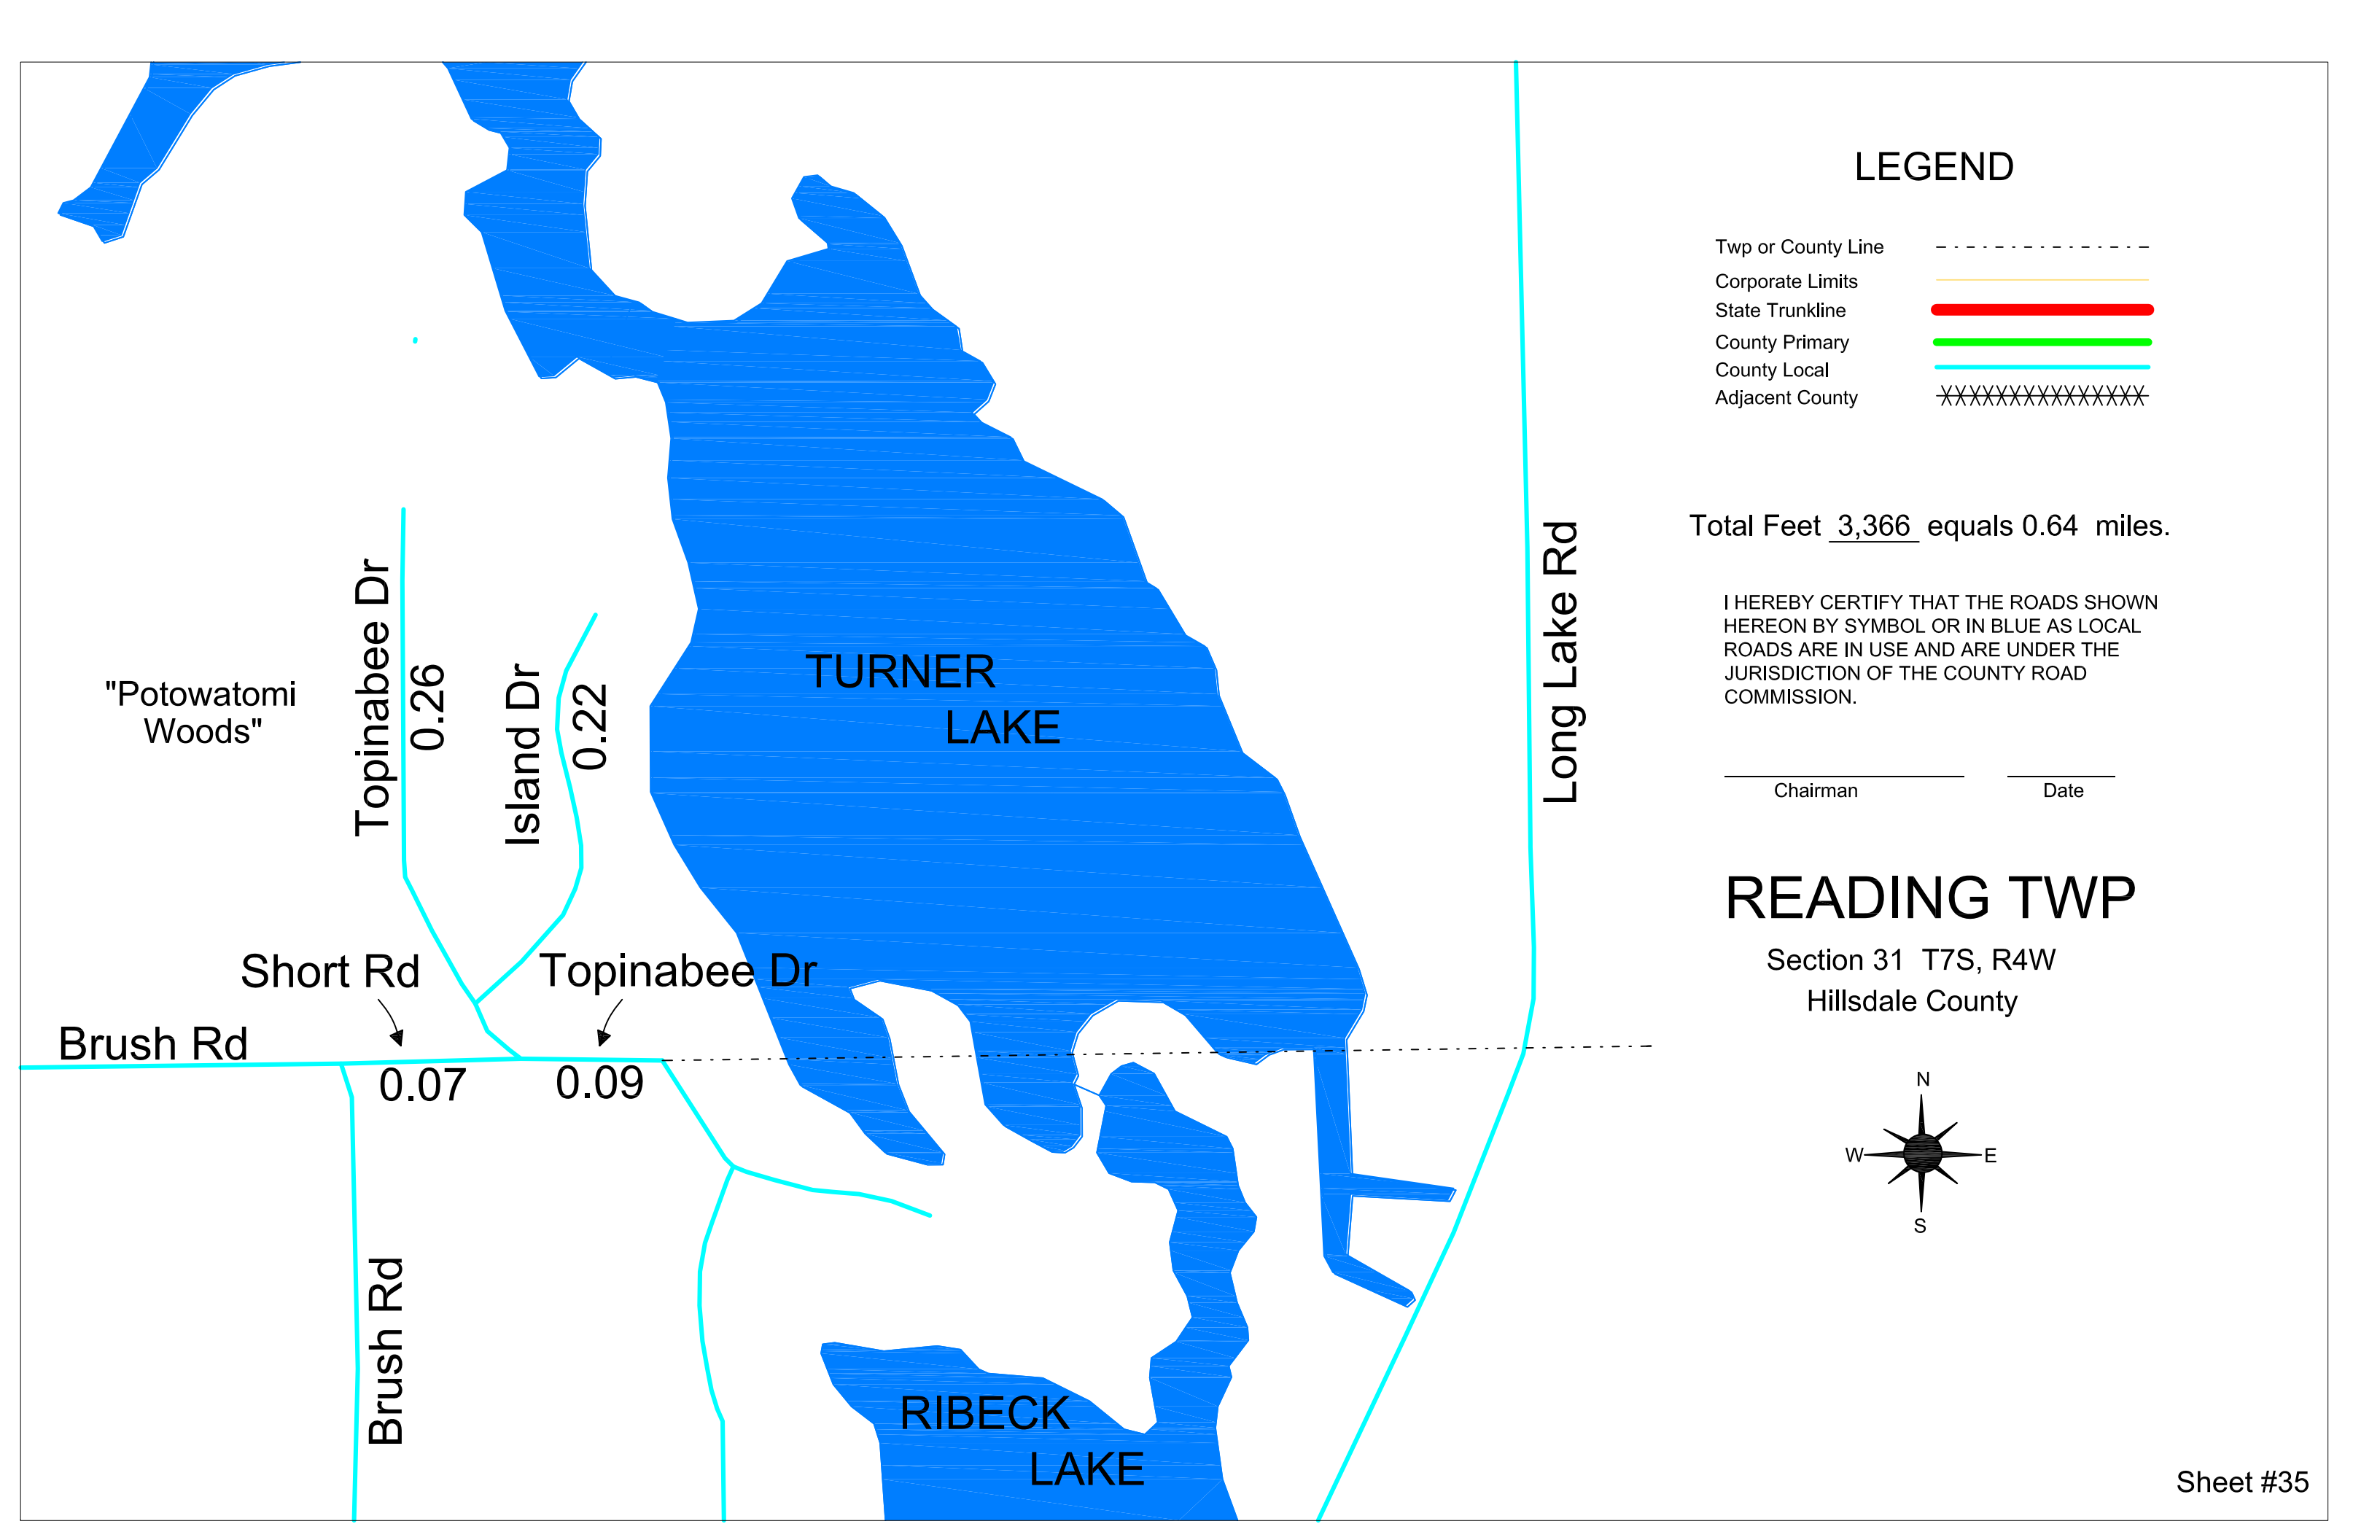 LEGEND
Twp or County Line
Corporate Limits
State Trunkline
County Primary
County Local
Adjacent County
Total Feet 3,366 equals 0.64 miles.
I HEREBY CERTIFY THAT THE ROADS SHOWN
HEREON BY SYMBOL OR IN BLUE AS LOCAL
ROADS ARE IN USE AND ARE UNDER THE
JURISDICTION OF THE COUNTY ROAD
COMMISSION.
Chairman
Date
READING TWP
Section 31 T7S, R4W
Hillsdale County
N
W
E
S
Sheet #35
"Potowatomi
Woods"
Topinabee Dr
0.26
Island Dr
0.22
TURNER
LAKE
Long Lake Rd
Short Rd
Topinabee Dr
Brush Rd
0.07
0.09
Brush Rd
RIBECK
LAKE